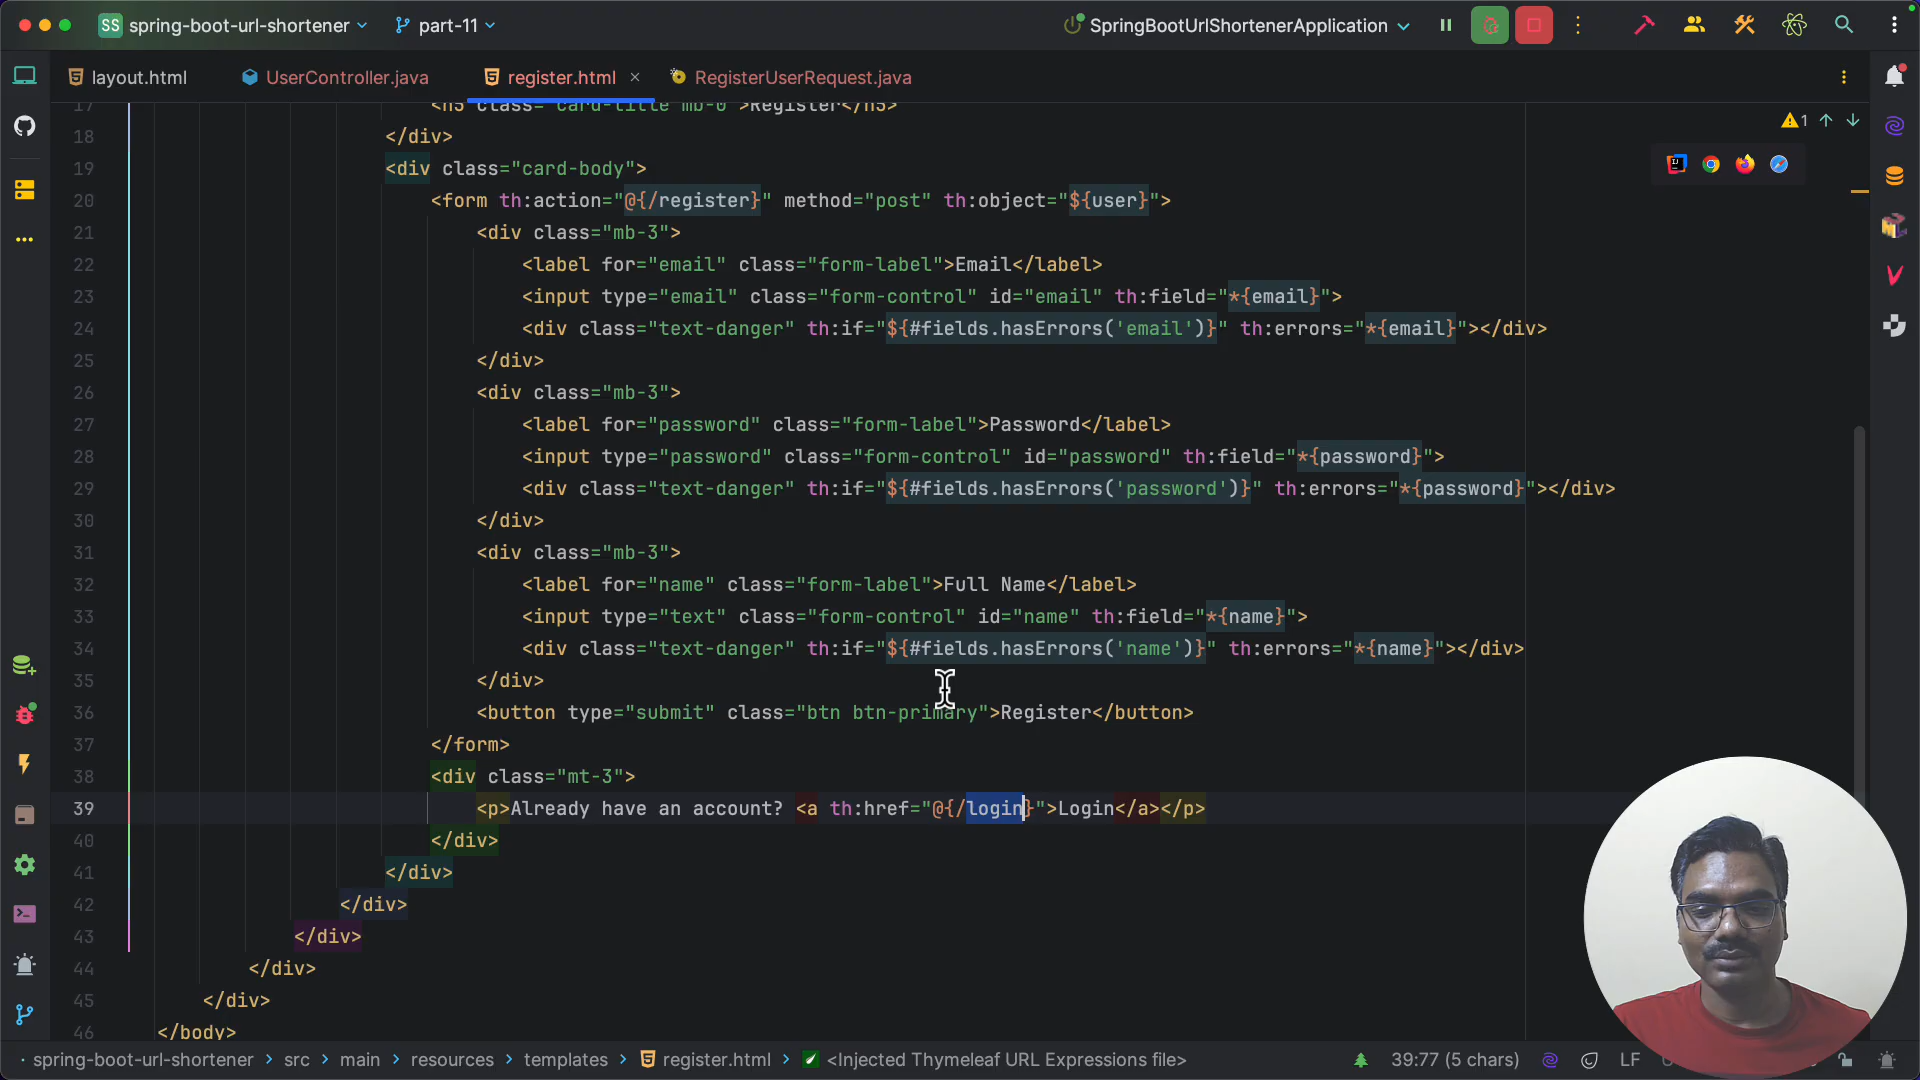 SS spring-boot-url-shortener part-11 SpringBootUrlShortenerApplication
layout.html UserController.java register.html RegisterUserRequest.java
17 <h5 class="card-title mb-0">Register</h5>
18 </div>
1
19 <div class="card-body">
20 <form th:action="@{/register}" method="post" th:object="${user}">
21 <div class="mb-3">
22 <label for="email" class="form-label">Email</label>
23 <input type="email" class="form-control" id="email" th:field="*{email}">
24 <div class="text-danger" th:if="${#fields.hasErrors('email')}" th:errors="*{email}"></div>
25 </div>
26 <div class="mb-3">
27 <label for="password" class="form-label">Password</label>
28 <input type="password" class="form-control" id="password" th:field="*{password}">
29 <div class="text-danger" th:if="${#fields.hasErrors('password')}" th:errors="*{password}"></div>
30 </div>
31 <div class="mb-3">
32 <label for="name" class="form-label">Full Name</label>
33 <input type="text" class="form-control" id="name" th:field="*{name}">
34 <div class="text-danger" th:if="${#fields.hasErrors('name')}" th:errors="*{name}"></div>
35 </div>
36 <button type="submit" class="btn btn-primary">Register</button>
37 </form>
38 <div class="mt-3">
39 <p>Already have an account? <a th:href="@{/login}">Login</a></p>
40 </div>
41 </div>
42 </div>
43 </div>
44 </div>
45 </div>
46 </body>
spring-boot-url-shortener > src > main > resources > templates > register.html > <Injected Thymeleaf URL Expressions file> 39:77 (5 chars) LF